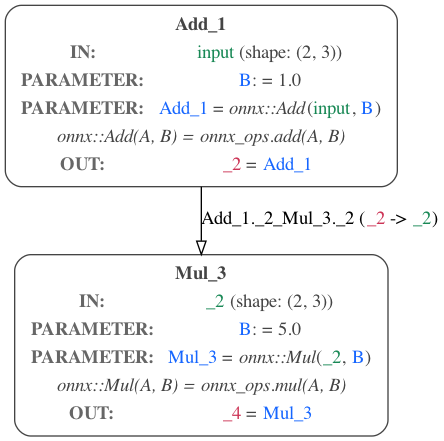 Add_1
IN: input (shape: (2, 3))
PARAMETER: B: = 1.0
PARAMETER: Add_1 = onnx::Add(input, B)
onnx::Add(A, B) = onnx_ops.add(A, B)
OUT: _2 = Add_1
Add_1._2_Mul_3._2 (_2 -> _2)
Mul_3
IN: _2 (shape: (2, 3))
PARAMETER: B: = 5.0
PARAMETER: Mul_3 = onnx::Mul(_2, B)
onnx::Mul(A, B) = onnx_ops.mul(A, B)
OUT: _4 = Mul_3